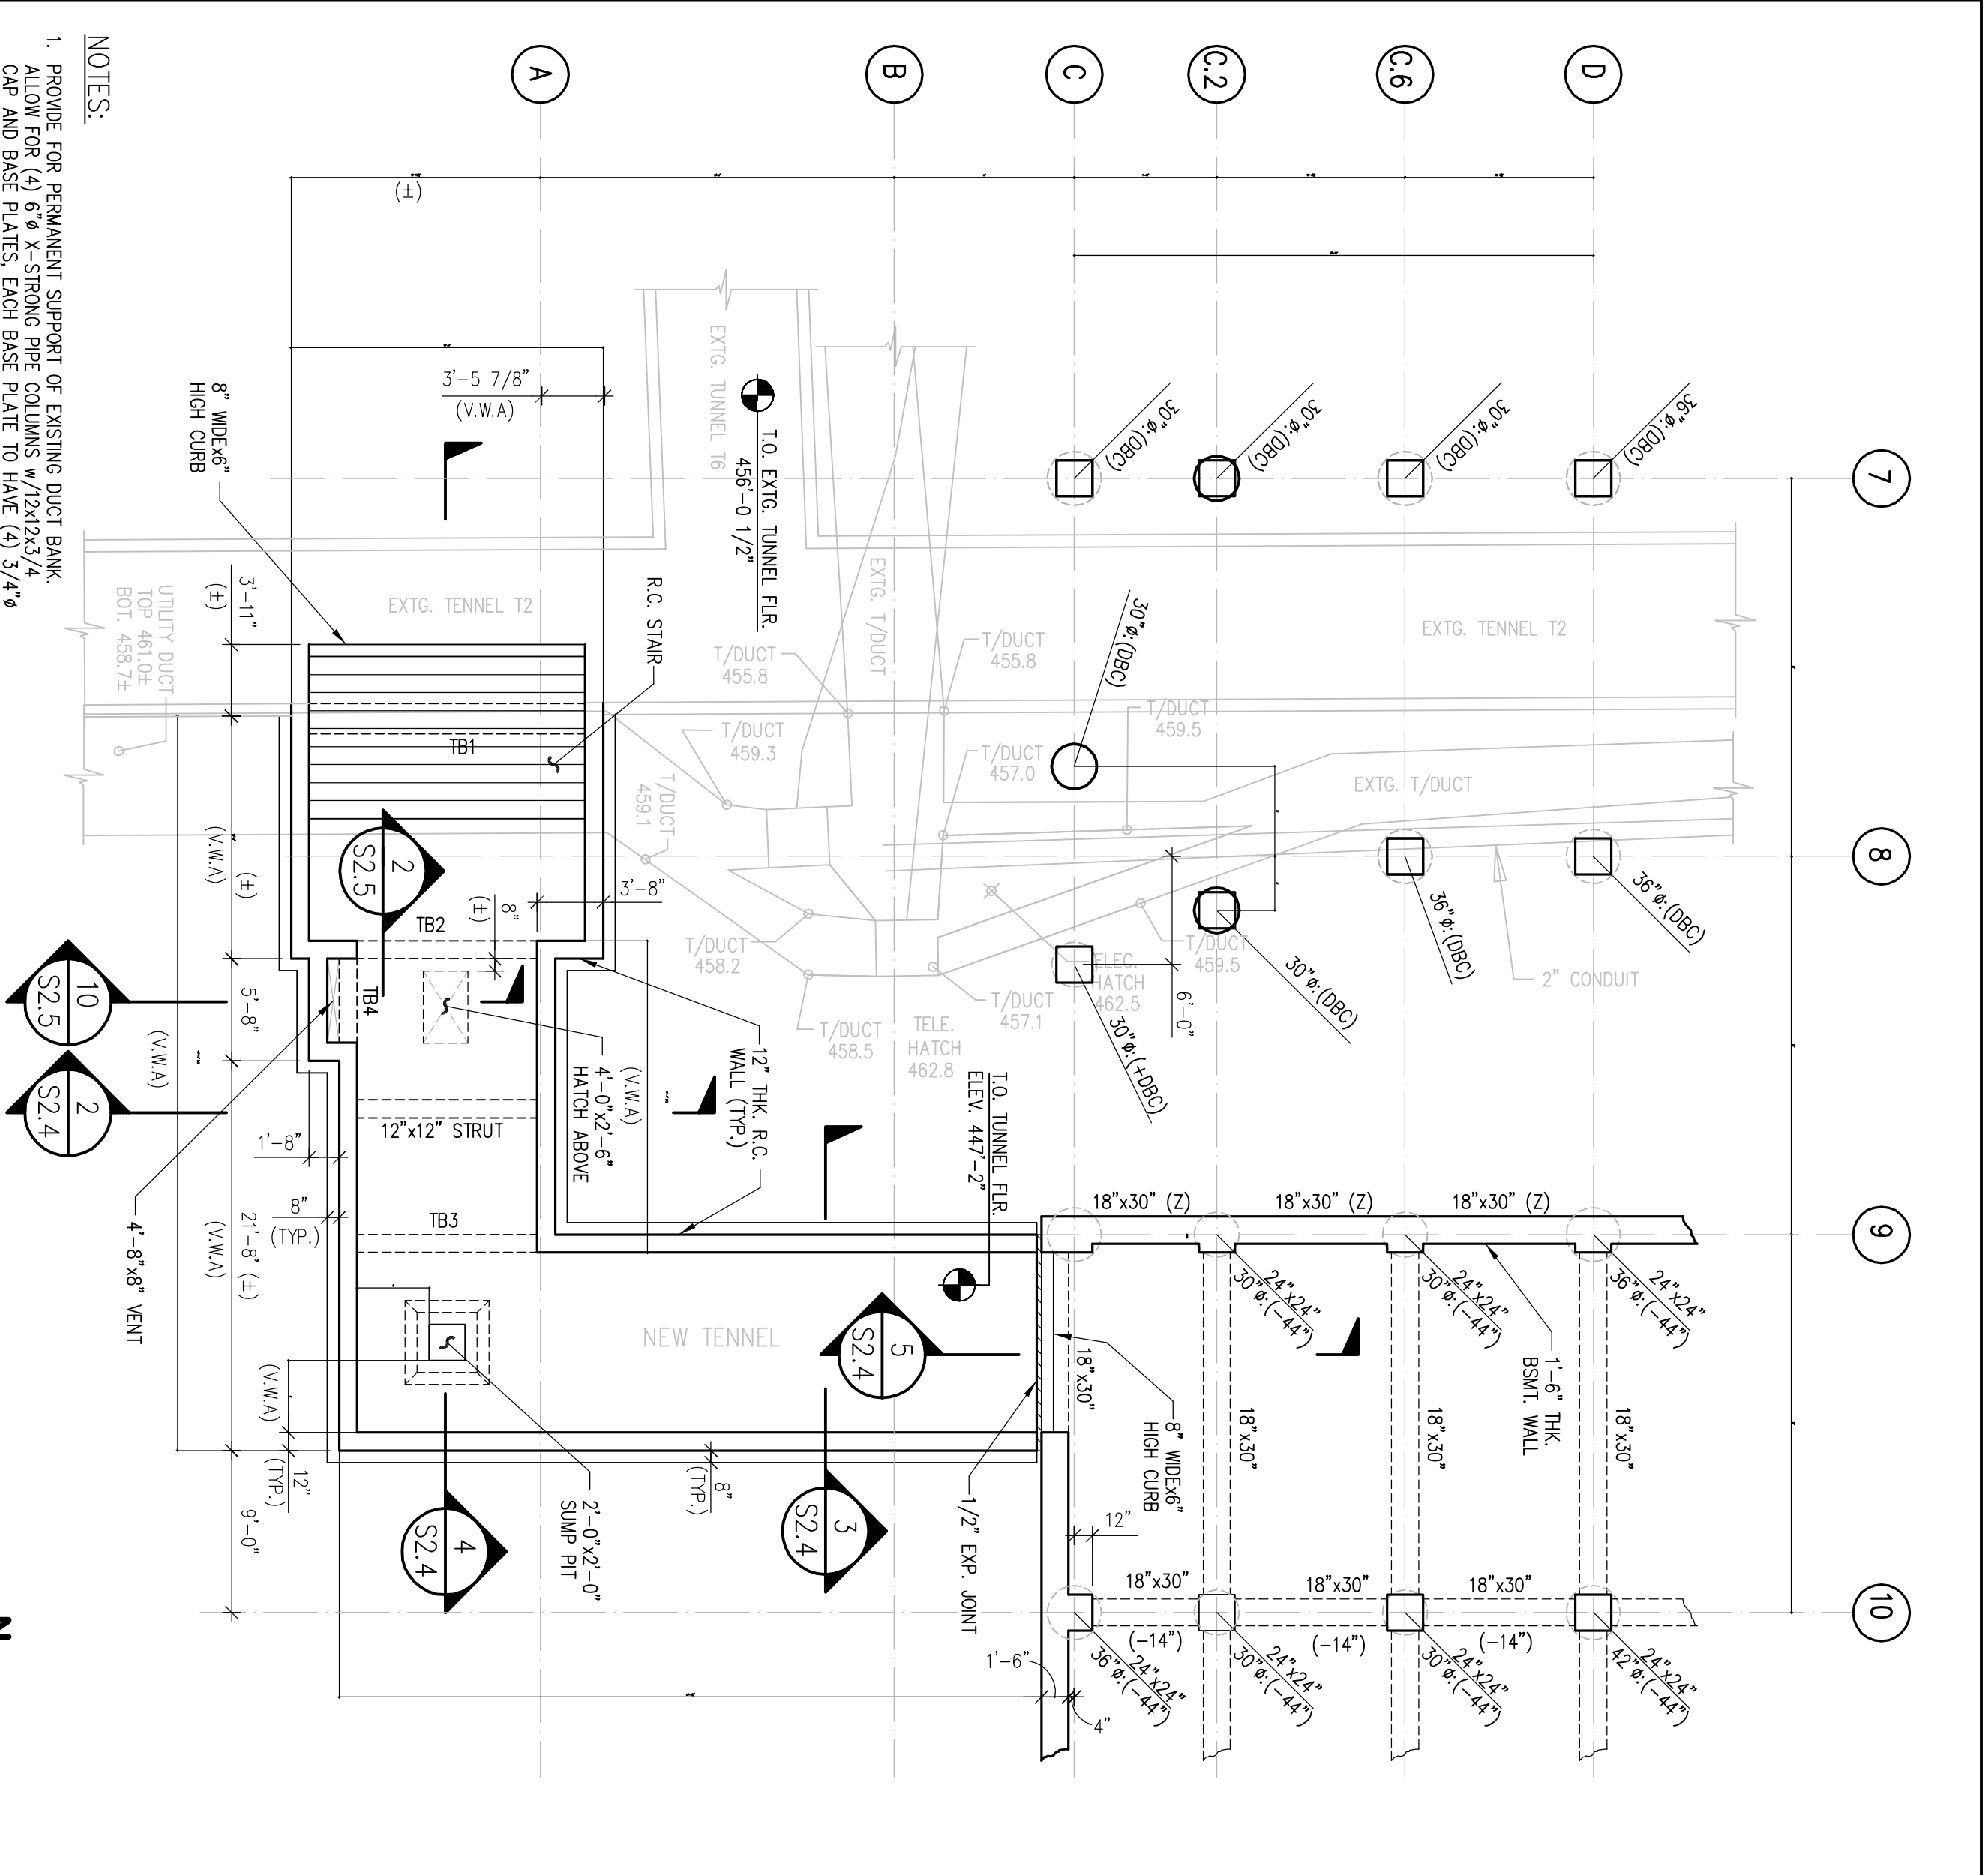 NOTES:
1. PROVIDE FOR PERMANENT SUPPORT OF EXISTING DUCT BANK.
ALLOW FOR (4) 6"ø X-STRONG PIPE COLUMNS w/12x12x3/4
CAP AND BASE PLATES, EACH BASE PLATE TO HAVE (4) 3/4"ø
A
B
C
C.2
C.6
D
7
8
9
10
(±)
3'-5 7/8"
(V.W.A)
8" WIDEx6"
HIGH CURB
EXTG. TUNNEL T6
T.O. EXTG. TUNNEL FLR.
456'-0 1/2"
30"ø:(DBC)
30"ø:(DBC)
30"ø:(DBC)
36"ø:(DBC)
3'-11"
(±)
UTILITY DUCT
TOP 461.0±
BOT. 458.7±
EXTG. TENNEL T2
R.C. STAIR
EXTG. T/DUCT
T/DUCT
455.8
T/DUCT
455.8
30"ø:(DBC)
EXTG. TENNEL T2
TB1
T/DUCT
459.3
T/DUCT
459.1
T/DUCT
457.0
T/DUCT
459.5
EXTG. T/DUCT
(V.W.A)
(±)
2
S2.5
3'-8"
TB2
8"
(±)
T/DUCT
458.2
T/DUCT
458.5
TELE.
HATCH
462.8
T/DUCT
457.1
ELEC.
HATCH
462.5
T/DUCT
459.5
6'-0"
30"ø:(+DBC)
30"ø:(DBC)
36"ø:(DBC)
36"ø:(DBC)
2" CONDUIT
10
S2.5
2
S2.4
5'-8"
(V.W.A)
TB4
12"x12" STRUT
4'-0"x2'-6"
HATCH ABOVE
(V.W.A)
12" THK. R.C.
WALL (TYP.)
T.O. TUNNEL FLR.
ELEV. 447'-2"
1'-8"
8"
(TYP.)
21'-8' (±)
(V.W.A)
4'-8"x8" VENT
TB3
NEW TENNEL
5
S2.4
18"x30" (Z)
18"x30" (Z)
18"x30" (Z)
24"x24"
30"ø:(-44")
24"x24"
30"ø:(-44")
24"x24"
36"ø:(-44")
1'-6" THK.
BSMT. WALL
18"x30"
18"x30"
18"x30"
18"x30"
8" WIDEx6"
HIGH CURB
(V.W.A)
12"
(TYP.)
9'-0"
4
S2.4
2'-0"x2'-0"
SUMP PIT
8"
(TYP.)
3
S2.4
1/2" EXP. JOINT
12"
18"x30"
18"x30"
18"x30"
(-14")
(-14")
(-14")
24"x24"
36"ø:(-44")
24"x24"
30"ø:(-44")
24"x24"
30"ø:(-44")
24"x24"
42"ø:(-44")
1'-6"
4"
N